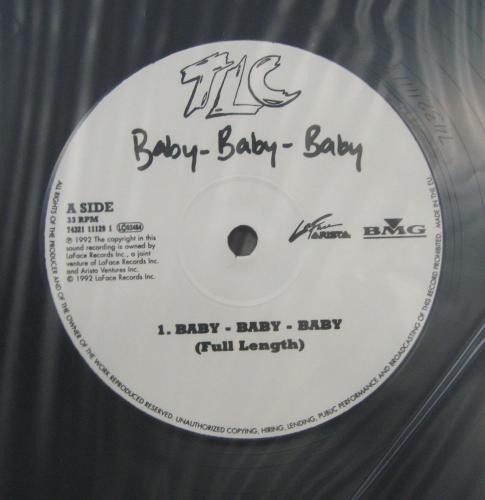 TLC
Baby-Baby-Baby
A SIDE
33 RPM
74321 11129 1 LC03484
℗ 1992 The copyright in this
sound recording is owned by
LaFace Records Inc., a joint
venture of LaFace Records Inc.
and Arista Ventures Inc.
© 1992 LaFace Records Inc.
LaFace
ARISTA
BMG
1. BABY - BABY - BABY
(Full Length)
ALL RIGHTS OF THE PRODUCER AND OF THE OWNER OF THE WORK REPRODUCED RESERVED. UNAUTHORIZED COPYING, HIRING, LENDING, PUBLIC PERFORMANCE AND BROADCASTING OF THIS RECORD PROHIBITED. MADE IN THE EU